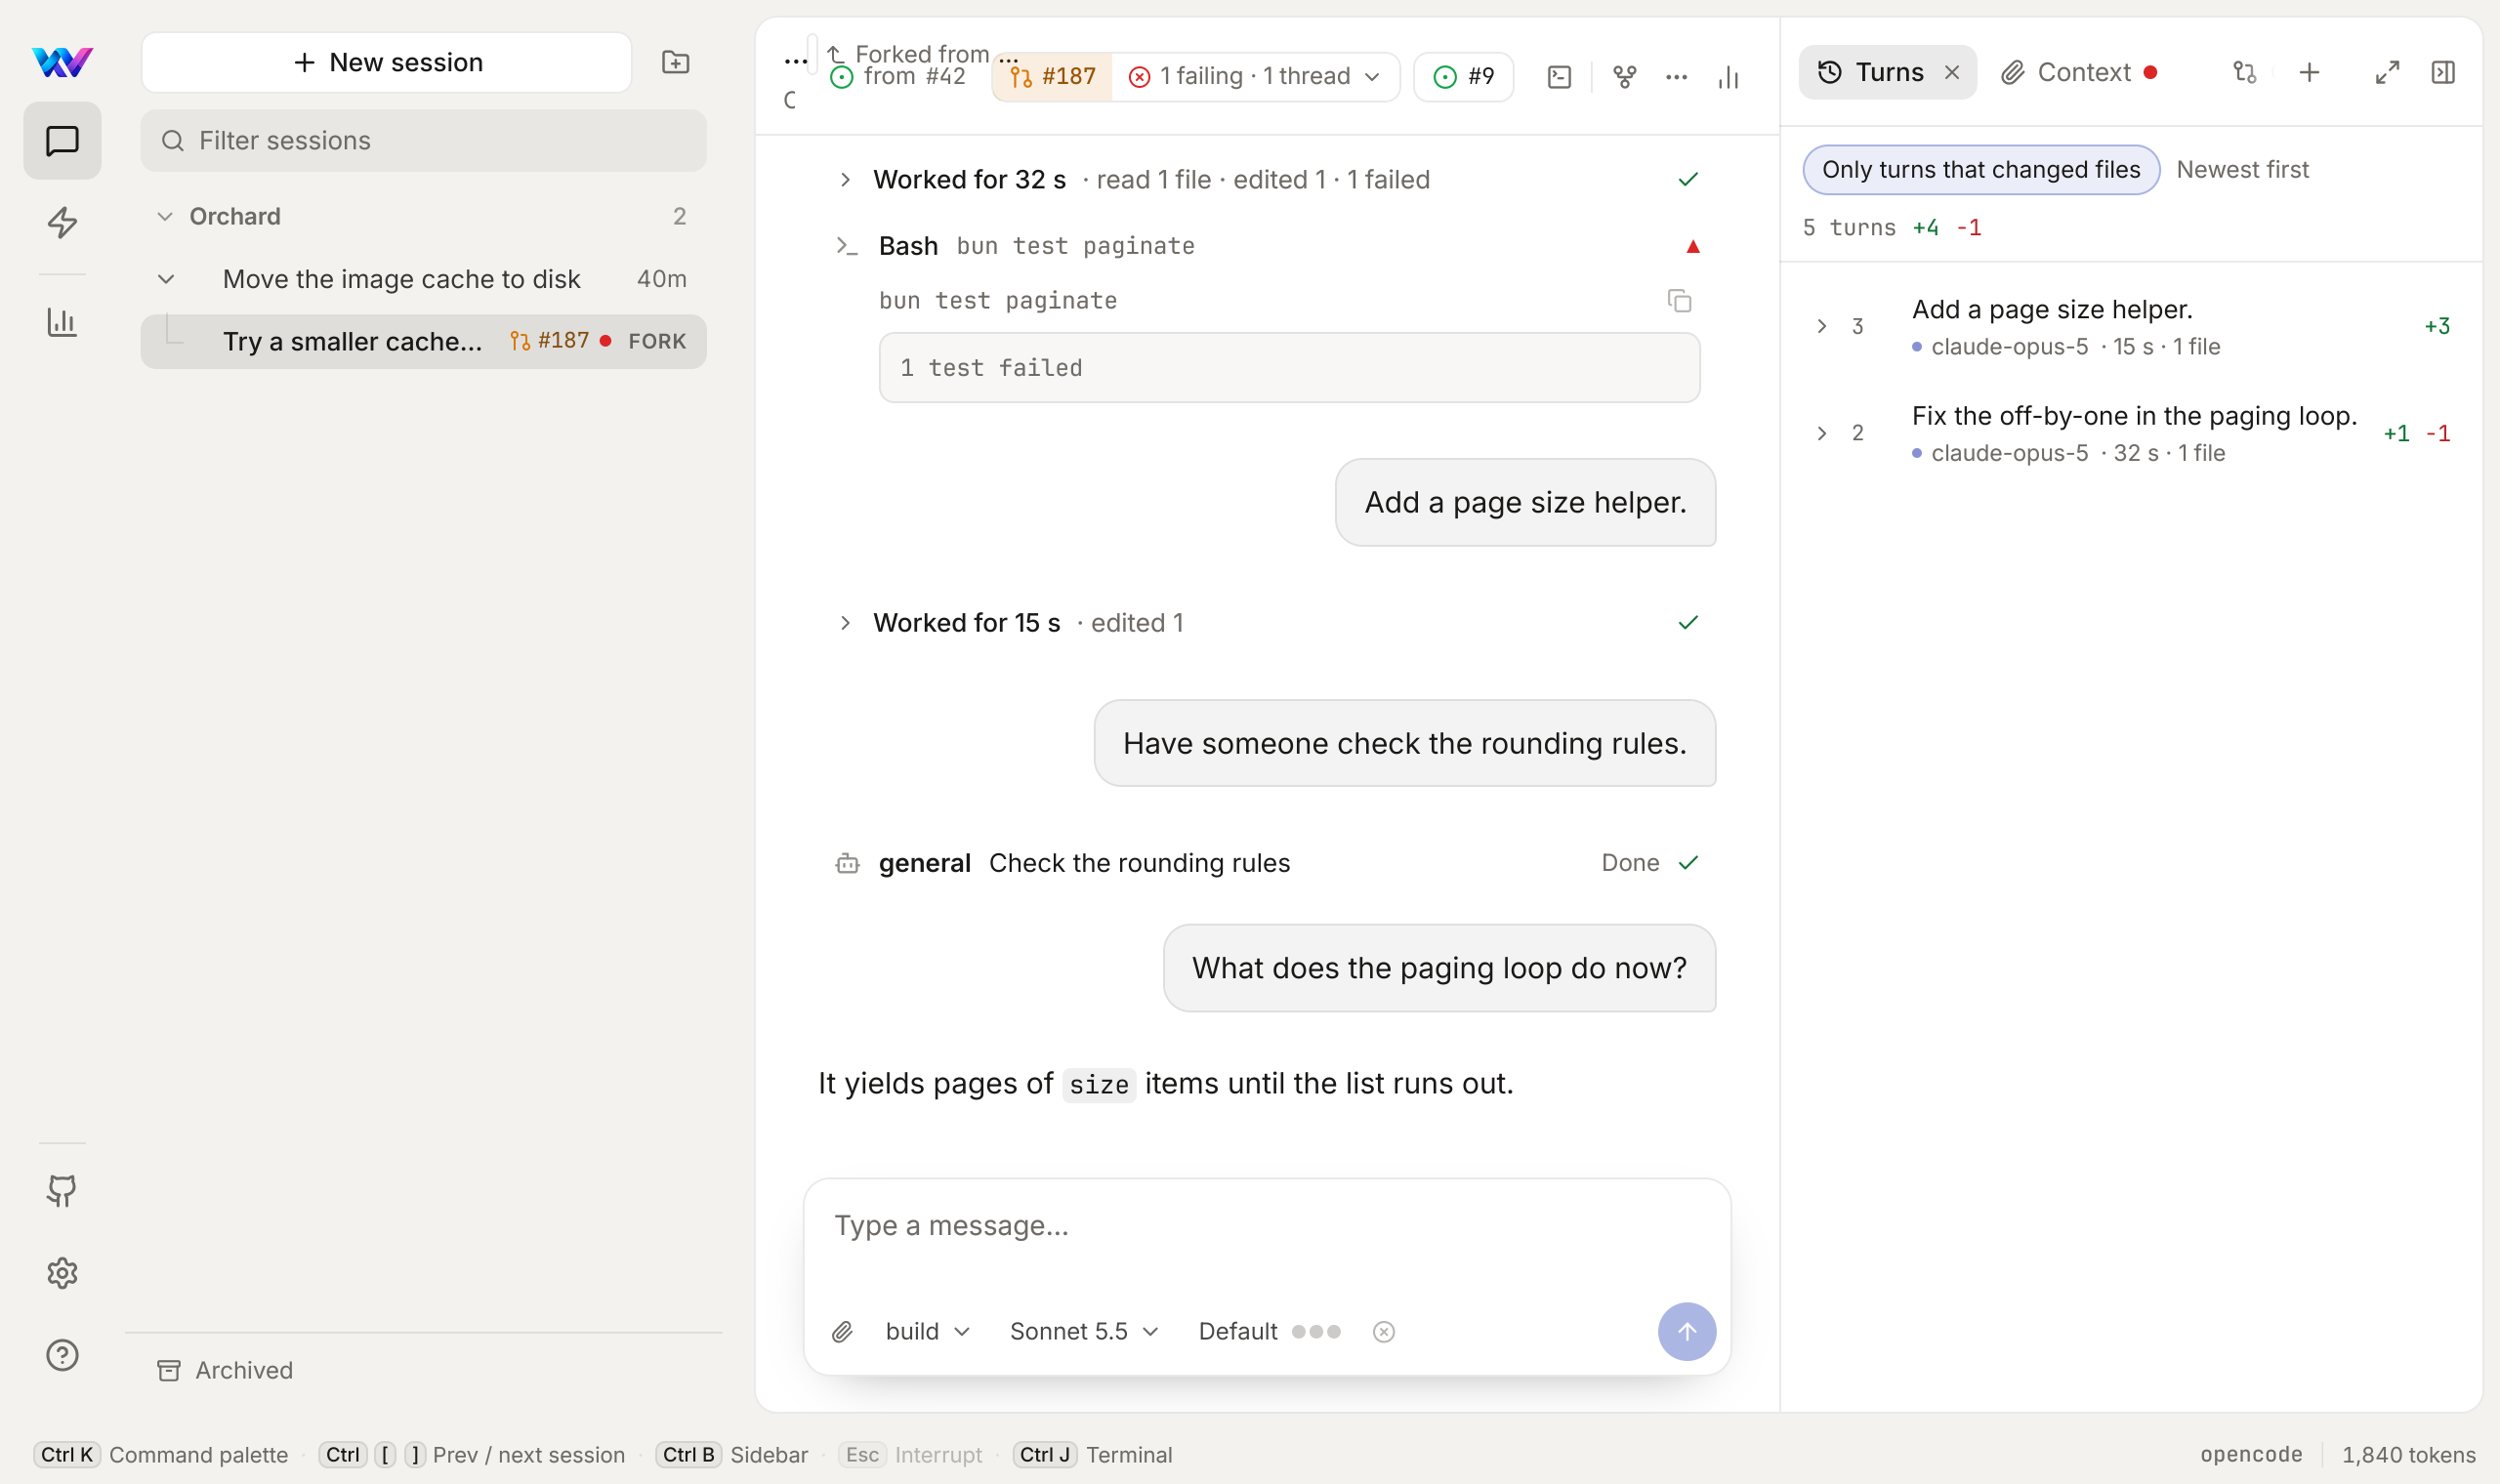 New session
Filter sessions
Orchard 2
Move the image cache to disk 40m
Try a smaller cache... #187 FORK
Archived
... Forked from ...
from #42 #187 1 failing · 1 thread #9
Worked for 32 s · read 1 file · edited 1 · 1 failed
Bash bun test paginate
bun test paginate
1 test failed
Add a page size helper.
Worked for 15 s · edited 1
Have someone check the rounding rules.
general Check the rounding rules Done
What does the paging loop do now?
It yields pages of size items until the list runs out.
Type a message...
build Sonnet 5.5 Default
Turns Context
Only turns that changed files Newest first
5 turns +4 -1
3 Add a page size helper. +3
claude-opus-5 · 15 s · 1 file
2 Fix the off-by-one in the paging loop. +1 -1
claude-opus-5 · 32 s · 1 file
Ctrl K Command palette · Ctrl [ ] Prev / next session · Ctrl B Sidebar · Esc Interrupt · Ctrl J Terminal
opencode 1,840 tokens